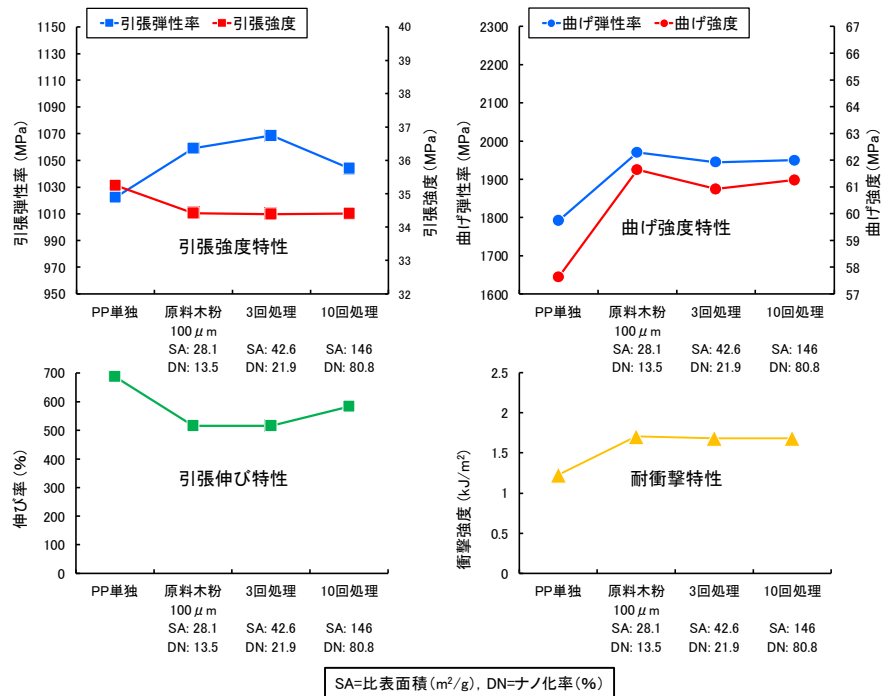 引張弾性率 引張強度
1150
1130
1110
1090
1070
1050
1030
1010
990
970
950
引張弾性率 (MPa)
40
39
38
37
36
35
34
33
32
引張強度 (MPa)
引張強度特性
PP単独 原料木粉 3回処理 10回処理
100μm
SA: 28.1 SA: 42.6 SA: 146
DN: 13.5 DN: 21.9 DN: 80.8
曲げ弾性率 曲げ強度
2300
2200
2100
2000
1900
1800
1700
1600
曲げ弾性率 (MPa)
67
66
65
64
63
62
61
60
59
58
57
曲げ強度 (MPa)
曲げ強度特性
PP単独 原料木粉 3回処理 10回処理
100μm
SA: 28.1 SA: 42.6 SA: 146
DN: 13.5 DN: 21.9 DN: 80.8
700
600
500
400
300
200
100
0
伸び率 (%)
引張伸び特性
PP単独 原料木粉 3回処理 10回処理
100μm
SA: 28.1 SA: 42.6 SA: 146
DN: 13.5 DN: 21.9 DN: 80.8
2.5
2
1.5
1
0.5
0
衝撃強度 (kJ/m²)
耐衝撃特性
PP単独 原料木粉 3回処理 10回処理
100μm
SA: 28.1 SA: 42.6 SA: 146
DN: 13.5 DN: 21.9 DN: 80.8
SA=比表面積(m²/g), DN=ナノ化率(%)